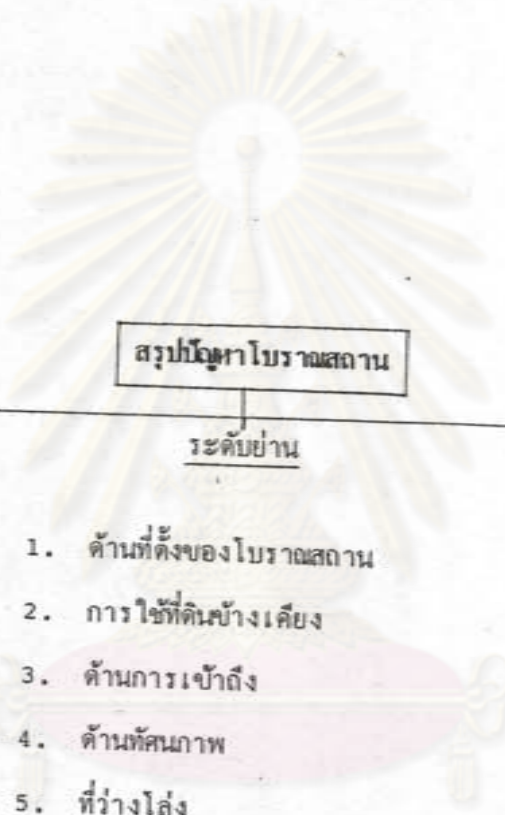 สรุปปัญหาโบราณสถาน
ระดับย่าน
1. ด้านที่ตั้งของโบราณสถาน
2. การใช้ที่ดินข้างเคียง
3. ด้านการเข้าถึง
4. ด้านทัศนภาพ
5. ที่ว่างโล่ง